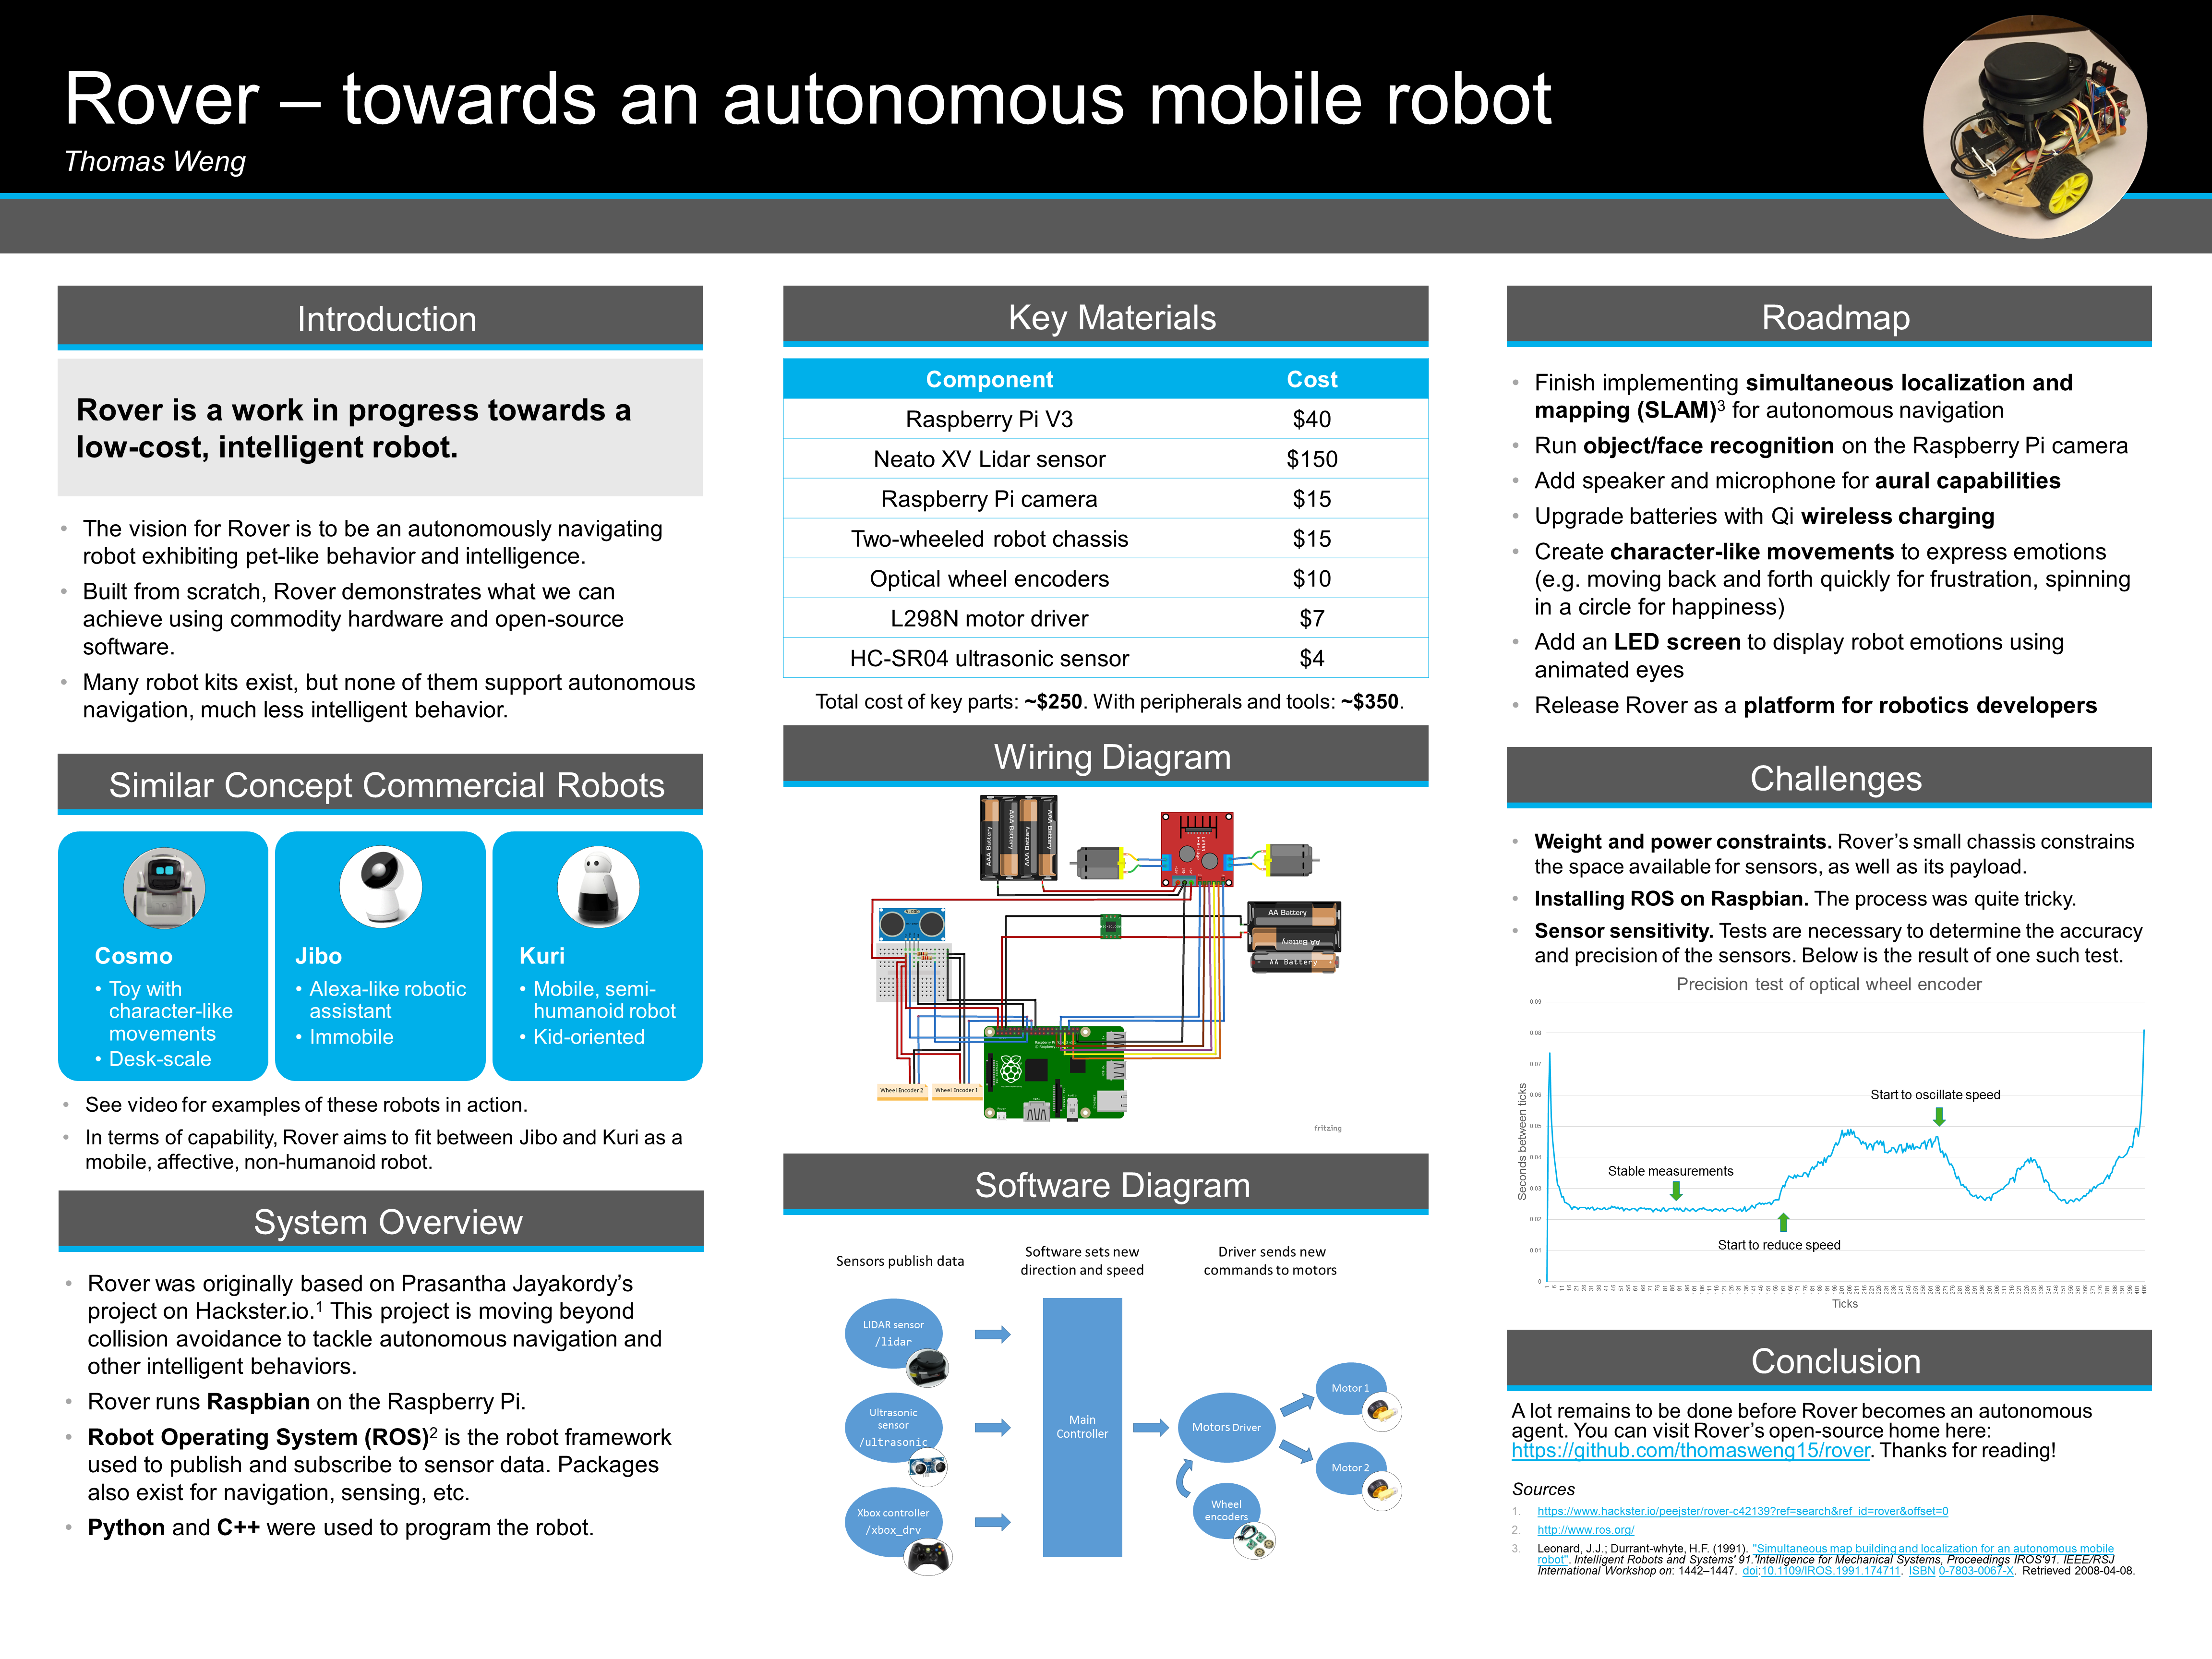 Rover – towards an autonomous mobile robot
Thomas Weng
Introduction
Rover is a work in progress towards a
low-cost, intelligent robot.
• The vision for Rover is to be an autonomously navigating
robot exhibiting pet-like behavior and intelligence.
• Built from scratch, Rover demonstrates what we can
achieve using commodity hardware and open-source
software.
• Many robot kits exist, but none of them support autonomous
navigation, much less intelligent behavior.
Similar Concept Commercial Robots
Cosmo
• Toy with
character-like
movements
• Desk-scale
Jibo
• Alexa-like robotic
assistant
• Immobile
Kuri
• Mobile, semi-
humanoid robot
• Kid-oriented
• See video for examples of these robots in action.
• In terms of capability, Rover aims to fit between Jibo and Kuri as a
mobile, affective, non-humanoid robot.
System Overview
• Rover was originally based on Prasantha Jayakordy’s
project on Hackster.io.1 This project is moving beyond
collision avoidance to tackle autonomous navigation and
other intelligent behaviors.
• Rover runs Raspbian on the Raspberry Pi.
• Robot Operating System (ROS)2 is the robot framework
used to publish and subscribe to sensor data. Packages
also exist for navigation, sensing, etc.
• Python and C++ were used to program the robot.
Key Materials
Component Cost
Raspberry Pi V3 $40
Neato XV Lidar sensor $150
Raspberry Pi camera $15
Two-wheeled robot chassis $15
Optical wheel encoders $10
L298N motor driver $7
HC-SR04 ultrasonic sensor $4
Total cost of key parts: ~$250. With peripherals and tools: ~$350.
Wiring Diagram
AAA Battery
AAA Battery
AAA Battery
AAA Battery
AA Battery
AA Battery
AA Battery
Wheel Encoder 2
Wheel Encoder 1
fritzing
Software Diagram
Sensors publish data
Software sets new
direction and speed
Driver sends new
commands to motors
LIDAR sensor
/lidar
Ultrasonic
sensor
/ultrasonic
Xbox controller
/xbox_drv
Main
Controller
Motors Driver
Wheel
encoders
Motor 1
Motor 2
Roadmap
• Finish implementing simultaneous localization and
mapping (SLAM)3 for autonomous navigation
• Run object/face recognition on the Raspberry Pi camera
• Add speaker and microphone for aural capabilities
• Upgrade batteries with Qi wireless charging
• Create character-like movements to express emotions
(e.g. moving back and forth quickly for frustration, spinning
in a circle for happiness)
• Add an LED screen to display robot emotions using
animated eyes
• Release Rover as a platform for robotics developers
Challenges
• Weight and power constraints. Rover’s small chassis constrains
the space available for sensors, as well as its payload.
• Installing ROS on Raspbian. The process was quite tricky.
• Sensor sensitivity. Tests are necessary to determine the accuracy
and precision of the sensors. Below is the result of one such test.
Precision test of optical wheel encoder
Seconds between ticks
0.09
0.08
0.07
0.06
0.05
0.04
0.03
0.02
0.01
0
Start to oscillate speed
Stable measurements
Start to reduce speed
Ticks
Conclusion
A lot remains to be done before Rover becomes an autonomous
agent. You can visit Rover’s open-source home here:
https://github.com/thomasweng15/rover. Thanks for reading!
Sources
1. https://www.hackster.io/peejster/rover-c42139?ref=search&ref_id=rover&offset=0
2. http://www.ros.org/
3. Leonard, J.J.; Durrant-whyte, H.F. (1991). "Simultaneous map building and localization for an autonomous mobile
robot". Intelligent Robots and Systems' 91.'Intelligence for Mechanical Systems, Proceedings IROS'91. IEEE/RSJ
International Workshop on: 1442–1447. doi:10.1109/IROS.1991.174711. ISBN 0-7803-0067-X. Retrieved 2008-04-08.